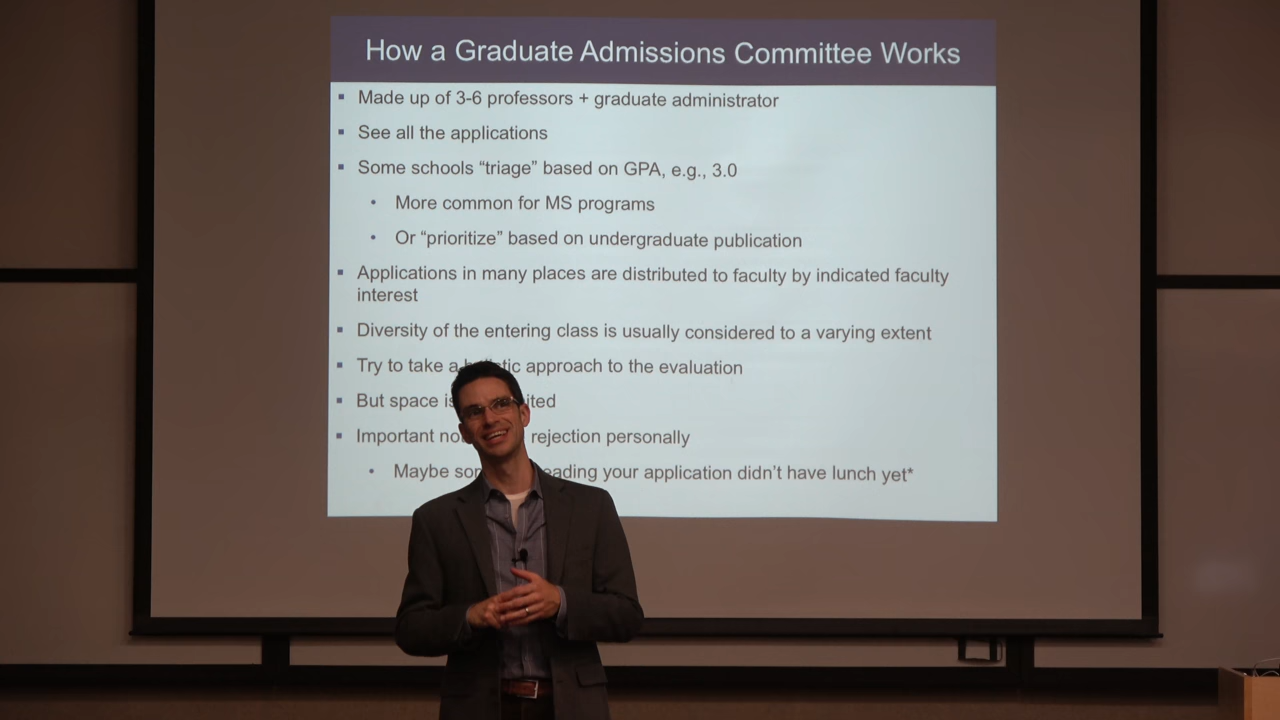 How a Graduate Admissions Committee Works
▪ Made up of 3-6 professors + graduate administrator
▪ See all the applications
▪ Some schools “triage” based on GPA, e.g., 3.0
• More common for MS programs
• Or “prioritize” based on undergraduate publication
▪ Applications in many places are distributed to faculty by indicated faculty
interest
▪ Diversity of the entering class is usually considered to a varying extent
▪ Try to take a approach to the evaluation
▪ But space
▪ Important rejection personally
• Maybe your application didn’t have lunch yet*